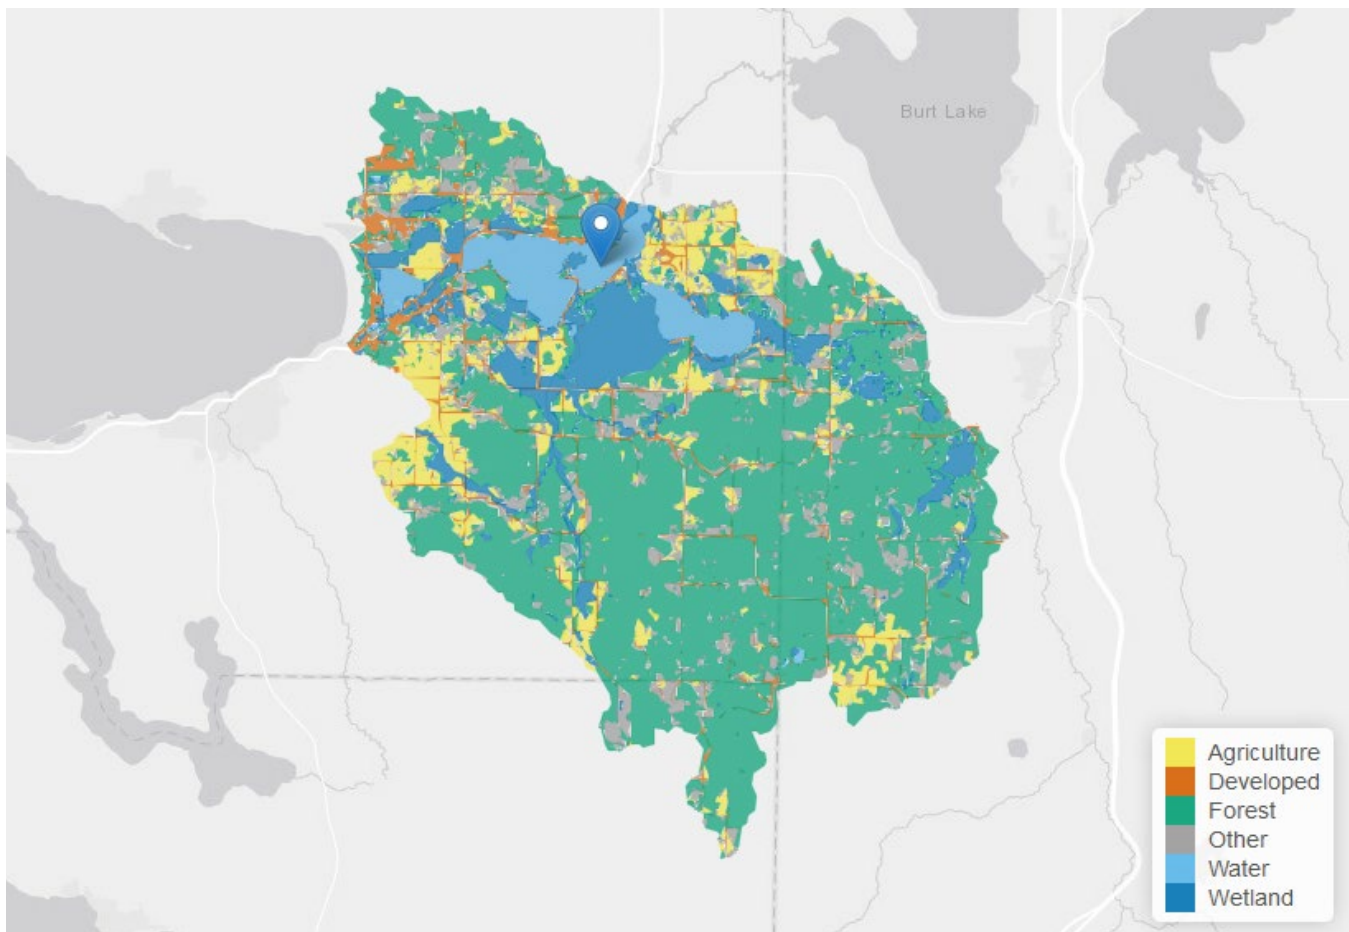 Burt Lake
Agriculture
Developed
Forest
Other
Water
Wetland